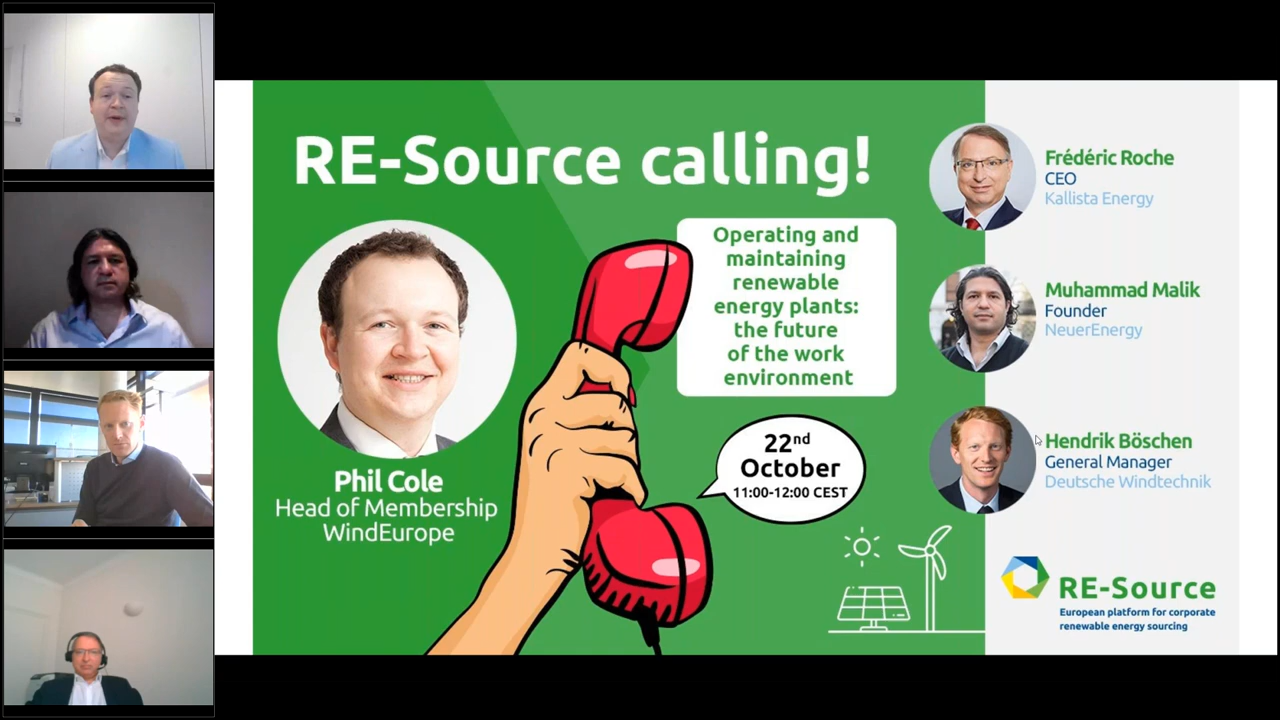 RE-Source calling!
Operating and
maintaining
renewable
energy plants:
the future
of the work
environment
22nd
October
11:00-12:00 CEST
Phil Cole
Head of Membership
WindEurope
Frédéric Roche
CEO
Kallista Energy
Muhammad Malik
Founder
NeuerEnergy
Hendrik Böschen
General Manager
Deutsche Windtechnik
RE-Source
European platform for corporate
renewable energy sourcing